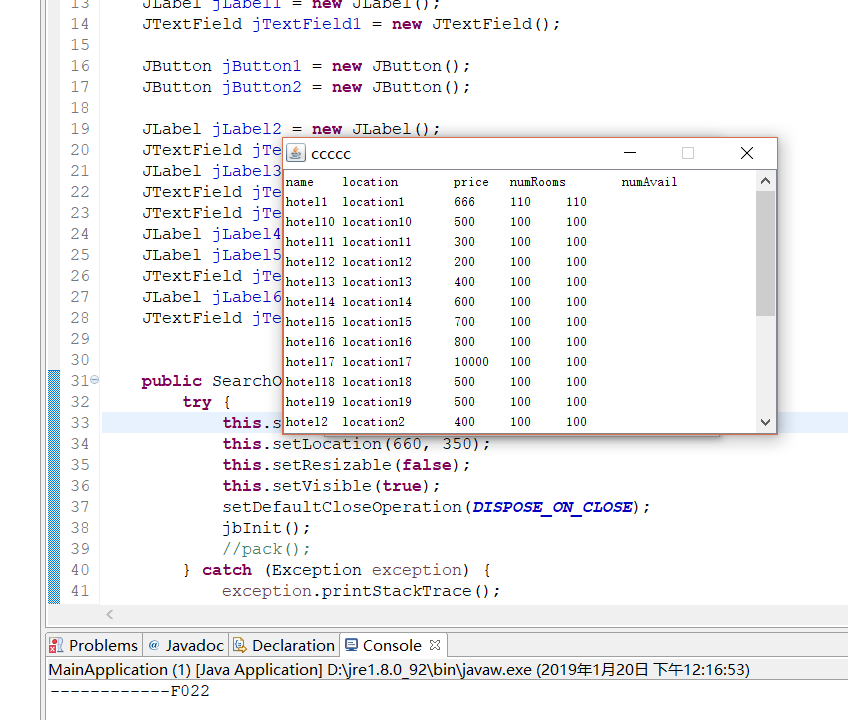 13 JLabel jLabel1 = new JLabel();
14 JTextField jTextField1 = new JTextField();
15
16 JButton jButton1 = new JButton();
17 JButton jButton2 = new JButton();
18
19 JLabel jLabel2 = new JLabel();
20 JTextField jTe
21 JLabel jLabel3
22 JTextField jTe
23 JTextField jTe
24 JLabel jLabel4
25 JLabel jLabel5
26 JTextField jTe
27 JLabel jLabel6
28 JTextField jTe
29
30
31 public SearchO
32 try {
33 this.s
34 this.setLocation(660, 350);
35 this.setResizable(false);
36 this.setVisible(true);
37 setDefaultCloseOperation(DISPOSE_ON_CLOSE);
38 jbInit();
39 //pack();
40 } catch (Exception exception) {
41 exception.printStackTrace();
ccccc
name location price numRooms numAvail
hotel1 location1 666 110 110
hotel10 location10 500 100 100
hotel11 location11 300 100 100
hotel12 location12 200 100 100
hotel13 location13 400 100 100
hotel14 location14 600 100 100
hotel15 location15 700 100 100
hotel16 location16 800 100 100
hotel17 location17 10000 100 100
hotel18 location18 500 100 100
hotel19 location19 500 100 100
hotel2 location2 400 100 100
Problems @ Javadoc Declaration Console
MainApplication (1) [Java Application] D:\jre1.8.0_92\bin\javaw.exe (2019年1月20日 下午12:16:53)
------------F022